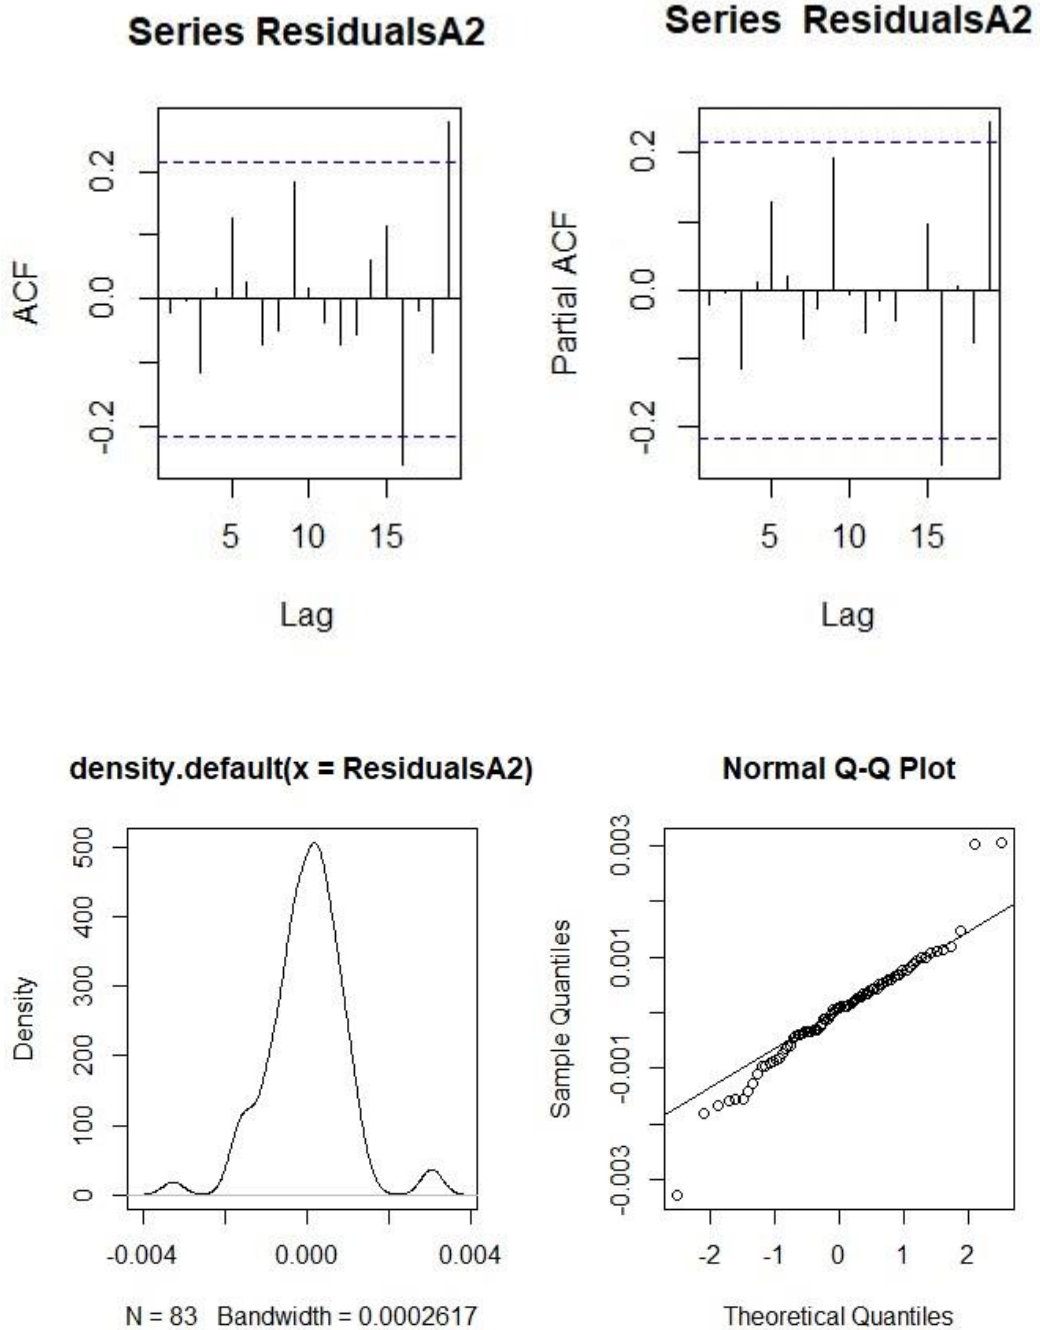 Series ResidualsA2
ACF
0.2
0.0
-0.2
5 10 15
Lag
Series  ResidualsA2
Partial ACF
0.2
0.0
-0.2
5 10 15
Lag
density.default(x = ResidualsA2)
Density
500
400
300
200
100
0
-0.004 0.000 0.004
N = 83   Bandwidth = 0.0002617
Normal Q-Q Plot
Sample Quantiles
0.003
0.001
-0.001
-0.003
-2 -1 0 1 2
Theoretical Quantiles